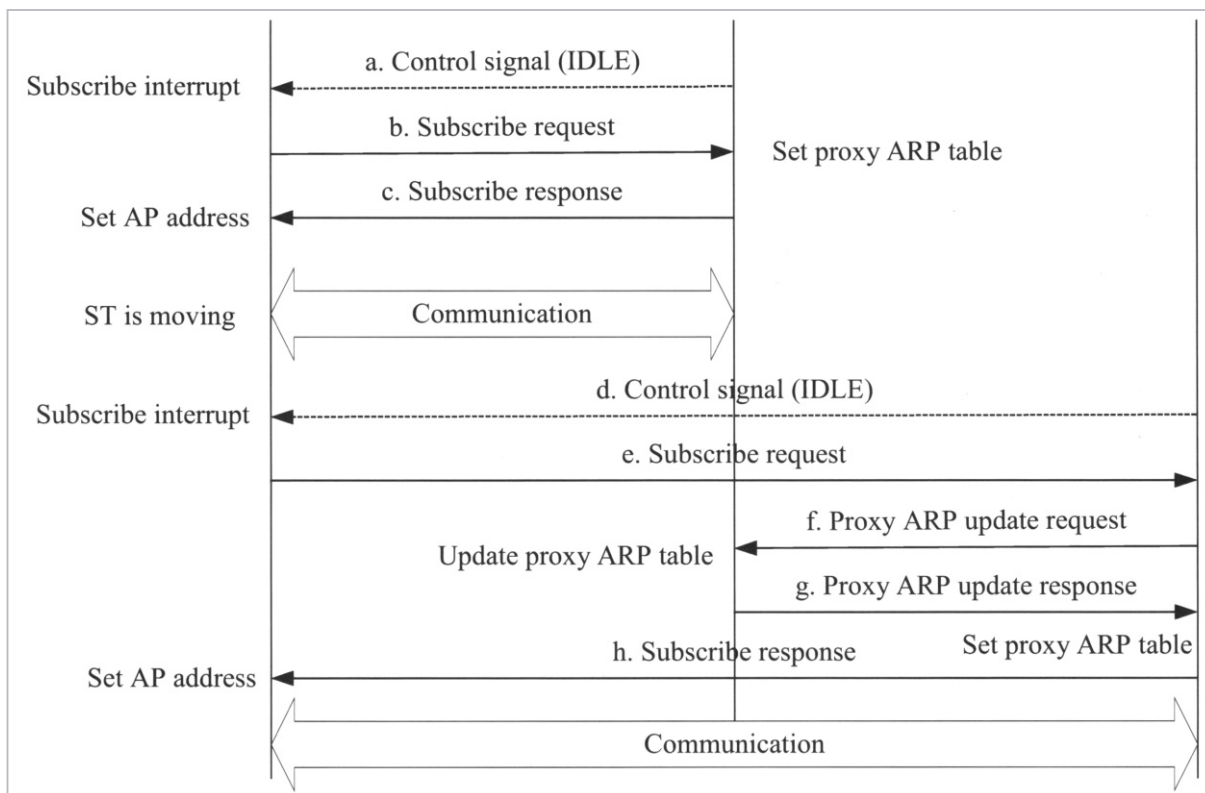 a. Control signal (IDLE)
Subscribe interrupt
b. Subscribe request
Set proxy ARP table
c. Subscribe response
Set AP address
ST is moving
Communication
d. Control signal (IDLE)
Subscribe interrupt
e. Subscribe request
f. Proxy ARP update request
Update proxy ARP table
g. Proxy ARP update response
Set proxy ARP table
h. Subscribe response
Set AP address
Communication